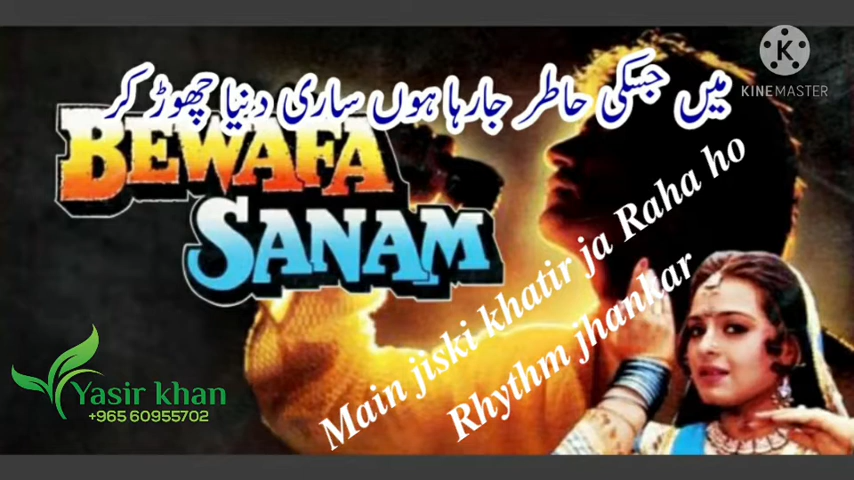 KINEMASTER
میں جسکی حاطر جارہا ہوں ساری دنیا چھوڑ کر
BEWAFA
SANAM
Main jiski khatir ja Raha ho
Rhythm jhankar
Yasir khan
+965 60955702